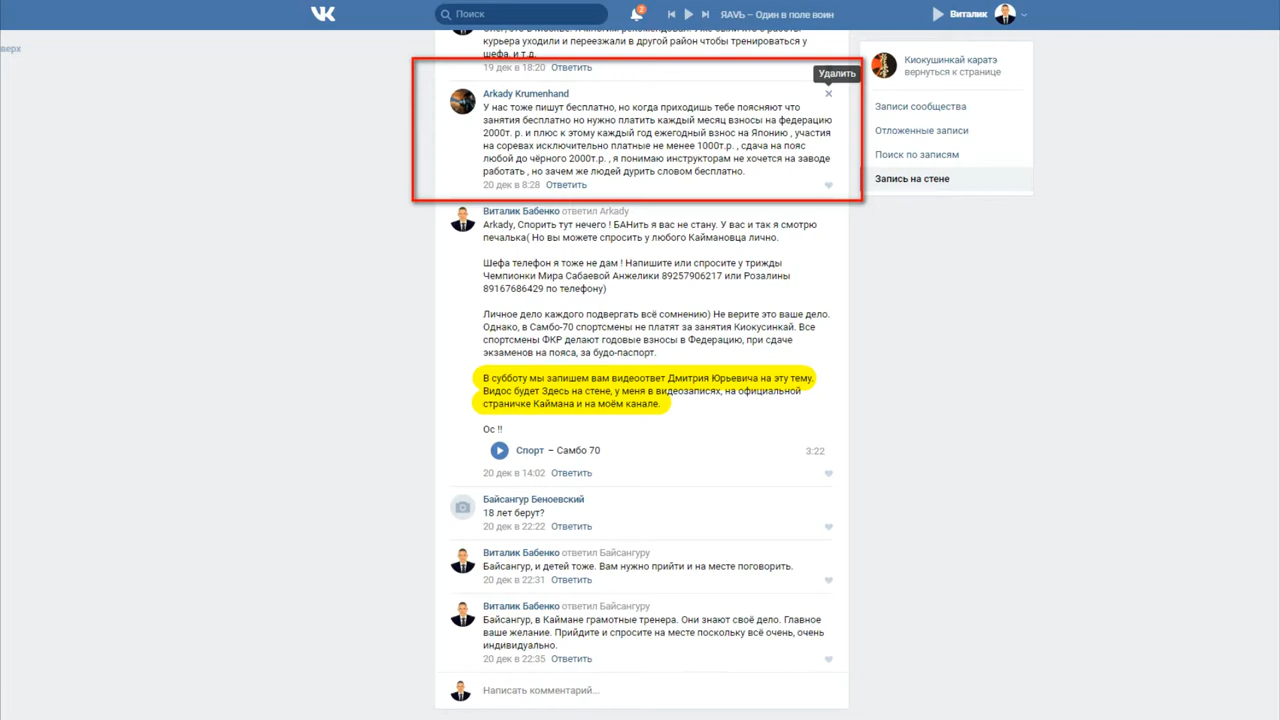 Поиск
2
ЯАVЬ – Один в поле воин
Виталик
верх
курьера уходили и переезжали в другой район чтобы тренироваться у
шефа, и т.д.
19 дек в 18:20 Ответить
Удалить
Arkady Krumenhand
У нас тоже пишут бесплатно, но когда приходишь тебе поясняют что
занятия бесплатно но нужно платить каждый месяц взносы на федерацию
2000т. р. и плюс к этому каждый год ежегодный взнос на Японию , участия
на соревах исключительно платные не менее 1000т.р. , сдача на пояс
любой до чёрного 2000т.р. , я понимаю инструкторам не хочется на заводе
работать , но зачем же людей дурить словом бесплатно.
20 дек в 8:28 Ответить
Виталик Бабенко ответил Arkady
Arkady, Спорить тут нечего ! БАНить я вас не стану. У вас и так я смотрю
печалька( Но вы можете спросить у любого Каймановца лично.
Шефа телефон я тоже не дам ! Напишите или спросите у трижды
Чемпионки Мира Сабаевой Анжелики 89257906217 или Розалины
89167686429 по телефону)
Личное дело каждого подвергать всё сомнению) Не верите это ваше дело.
Однако, в Самбо-70 спортсмены не платят за занятия Киокусинкай. Все
спортсмены ФКР делают годовые взносы в Федерацию, при сдаче
экзаменов на пояса, за будо-паспорт.
В субботу мы запишем вам видеоответ Дмитрия Юрьевича на эту тему.
Видос будет Здесь на стене, у меня в видеозаписях, на официальной
страничке Каймана и на моём канале.
Ос !!
Спорт – Самбо 70 3:22
20 дек в 14:02 Ответить
Байсангур Беноевский
18 лет берут?
20 дек в 22:22 Ответить
Виталик Бабенко ответил Байсангуру
Байсангур, и детей тоже. Вам нужно прийти и на месте поговорить.
20 дек в 22:31 Ответить
Виталик Бабенко ответил Байсангуру
Байсангур, в Каймане грамотные тренера. Они знают своё дело. Главное
ваше желание. Прийдите и спросите на месте поскольку всё очень, очень
индивидуально.
20 дек в 22:35 Ответить
Написать комментарий...
Киокушинкай каратэ
вернуться к странице
Записи сообщества
Отложенные записи
Поиск по записям
Запись на стене